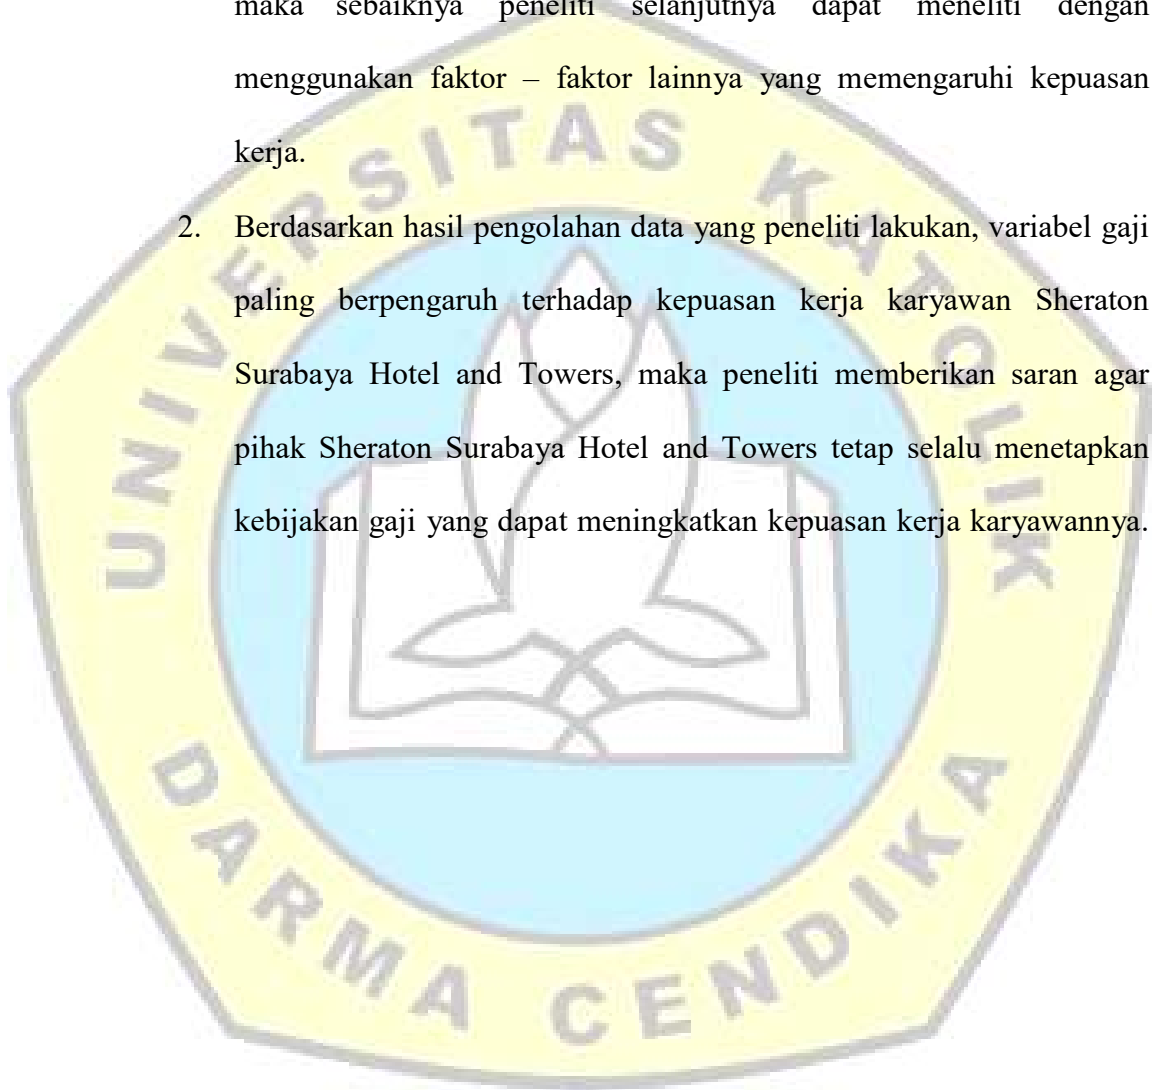 maka sebaiknya peneliti selanjutnya dapat meneliti dengan
menggunakan faktor – faktor lainnya yang memengaruhi kepuasan
kerja.
2. Berdasarkan hasil pengolahan data yang peneliti lakukan, variabel gaji
paling berpengaruh terhadap kepuasan kerja karyawan Sheraton
Surabaya Hotel and Towers, maka peneliti memberikan saran agar
pihak Sheraton Surabaya Hotel and Towers tetap selalu menetapkan
kebijakan gaji yang dapat meningkatkan kepuasan kerja karyawannya.
UNIVERSITAS KATOLIK
DARMA CENDIKA